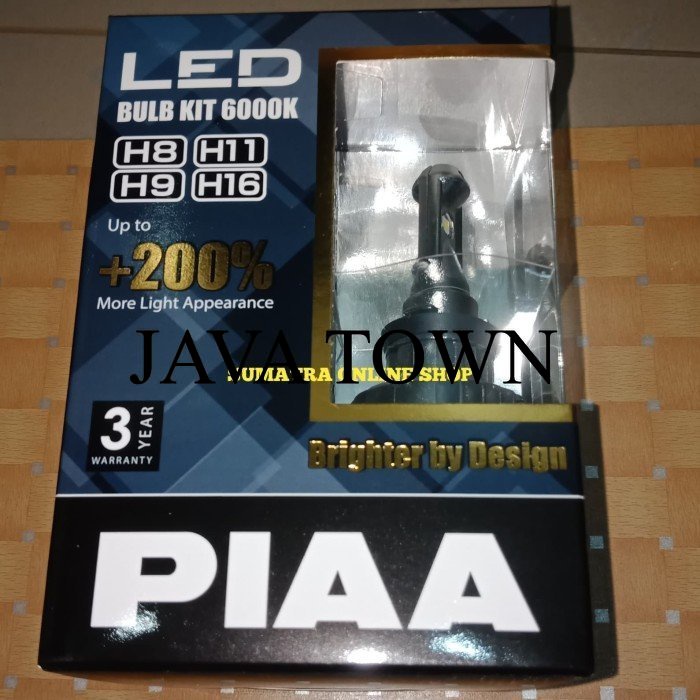 LED
BULB KIT 6000K
H8 H11
H9 H16
Up to
+200%
More Light Appearance
JAVA TOWN
SUMATRA ONLINE SHOP
3 YEAR
WARRANTY
Brighter by Design
PIAA